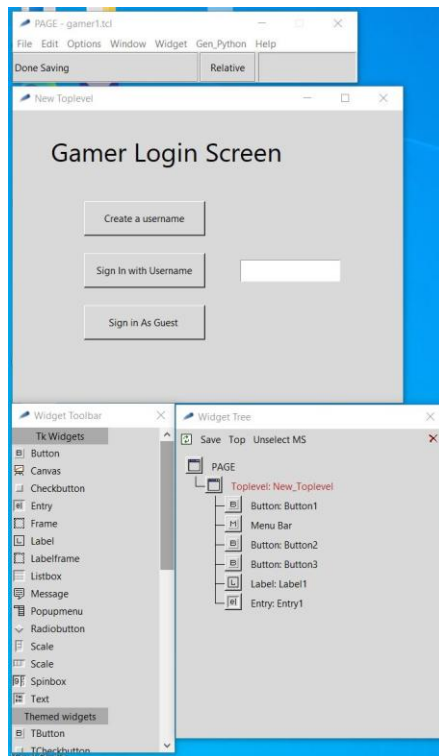 PAGE - gamer1.tcl
File Edit Options Window Widget Gen_Python Help
Done Saving Relative
New Toplevel
Gamer Login Screen
Create a username
Sign In with Username
Sign in As Guest
Widget Toolbar
Tk Widgets
Button
Canvas
Checkbutton
Entry
Frame
Label
Labelframe
Listbox
Message
Popupmenu
Radiobutton
Scale
Scale
Spinbox
Text
Themed widgets
TButton
TCheckbutton
Widget Tree
Save Top Unselect MS
PAGE
Toplevel: New_Toplevel
Button: Button1
Menu Bar
Button: Button2
Button: Button3
Label: Label1
Entry: Entry1